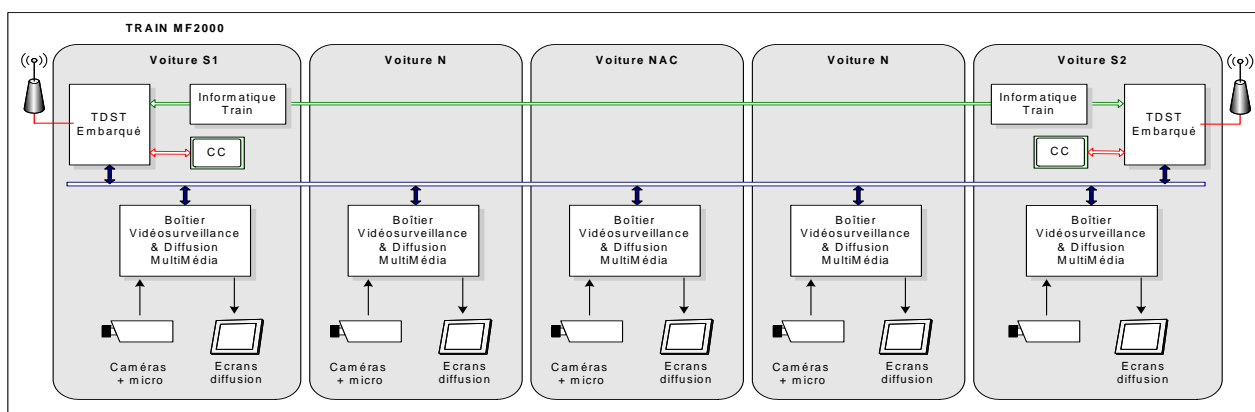 TRAIN MF2000
Voiture S1
Voiture N
Voiture NAC
Voiture N
Voiture S2
TDST
Embarqué
Informatique
Train
CC
Informatique
Train
TDST
Embarqué
CC
Boîtier
Vidéosurveillance
& Diffusion
MultiMédia
Boîtier
Vidéosurveillance
& Diffusion
MultiMédia
Boîtier
Vidéosurveillance
& Diffusion
MultiMédia
Boîtier
Vidéosurveillance
& Diffusion
MultiMédia
Boîtier
Vidéosurveillance
& Diffusion
MultiMédia
Caméras
+ micro
Ecrans
diffusion
Caméras
+ micro
Ecrans
diffusion
Caméras
+ micro
Ecrans
diffusion
Caméras
+ micro
Ecrans
diffusion
Caméras
+ micro
Ecrans
diffusion